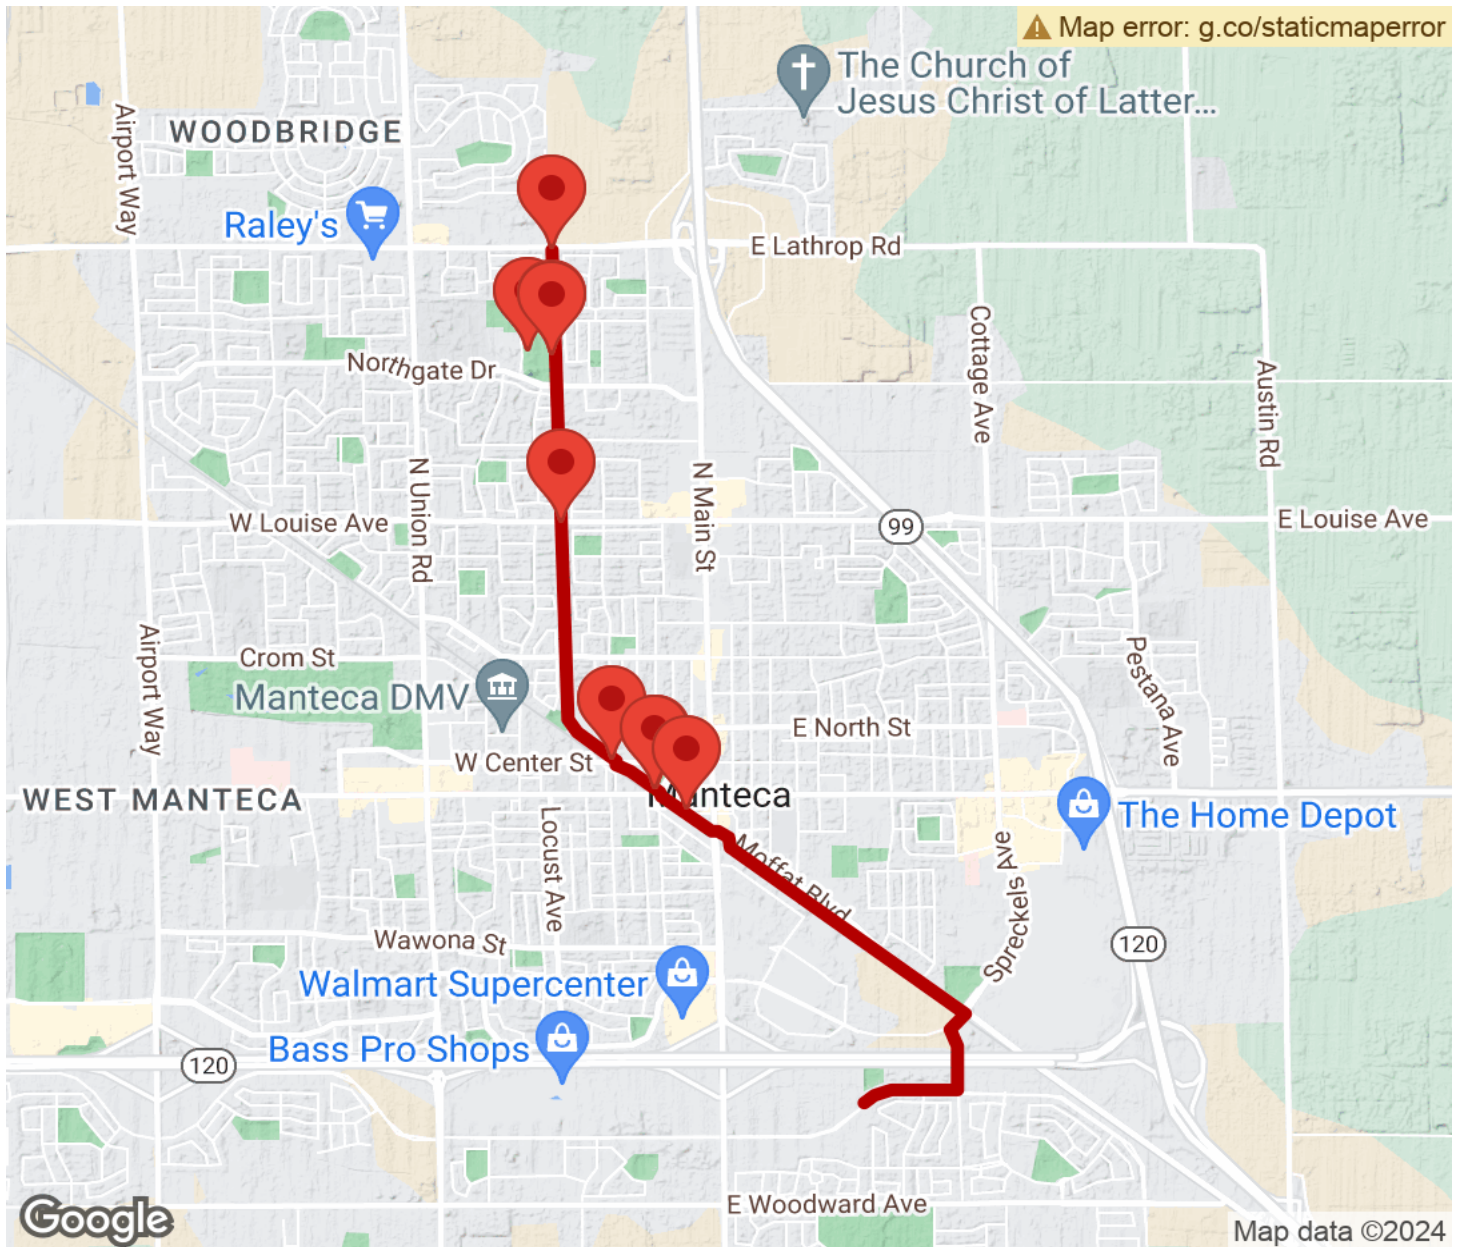 Map error: g.co/staticmaperror
The Church of
Jesus Christ of Latter...
Airport Way
WOODBRIDGE
Raley's
E Lathrop Rd
Cottage Ave
Northgate Dr
Austin Rd
N Union Rd
N Main St
W Louise Ave
99
E Louise Ave
Airport Way
Crom St
Pestana Ave
Manteca DMV
E North St
W Center St
WEST MANTECA
Manteca
The Home Depot
Locust Ave
Moffat Blvd
Spreckels Ave
Wawona St
120
Walmart Supercenter
Bass Pro Shops
120
E Woodward Ave
Google
Map data ©2024